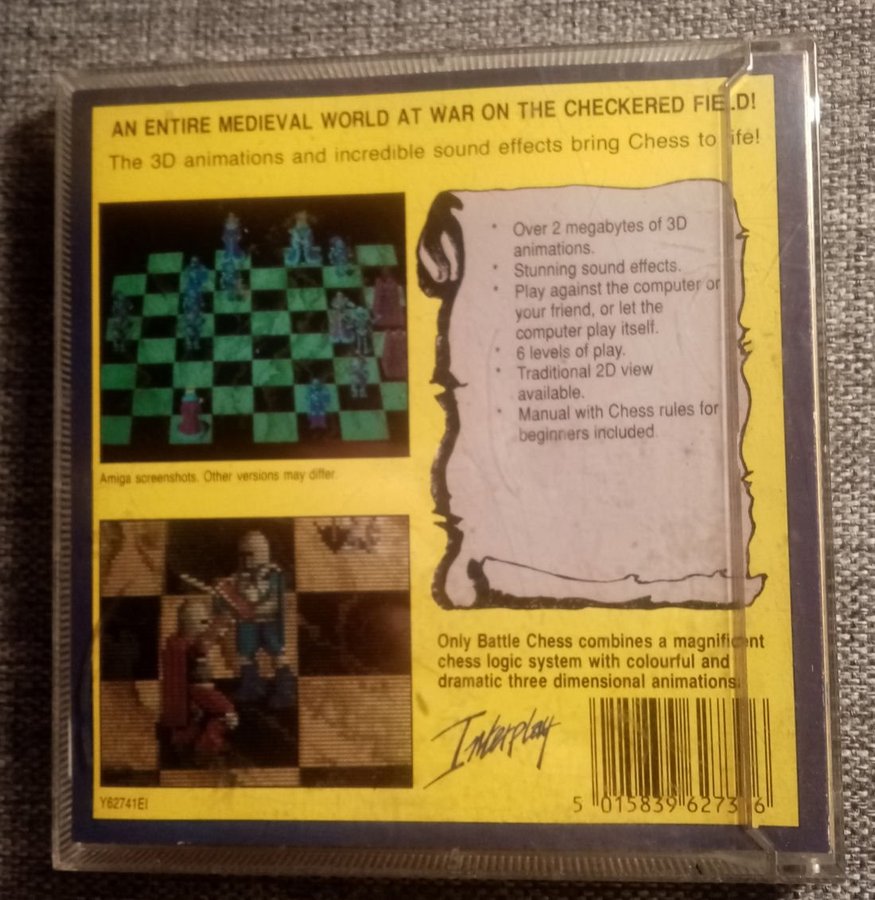 AN ENTIRE MEDIEVAL WORLD AT WAR ON THE CHECKERED FIELD!
The 3D animations and incredible sound effects bring Chess to life!
* Over 2 megabytes of 3D
animations.
* Stunning sound effects.
* Play against the computer or
your friend, or let the
computer play itself.
* 6 levels of play.
* Traditional 2D view
available.
* Manual with Chess rules for
beginners included.
Amiga screenshots. Other versions may differ.
Only Battle Chess combines a magnificent
chess logic system with colourful and
dramatic three dimensional animations.
Interplay
Y62741EI
5 015839 627